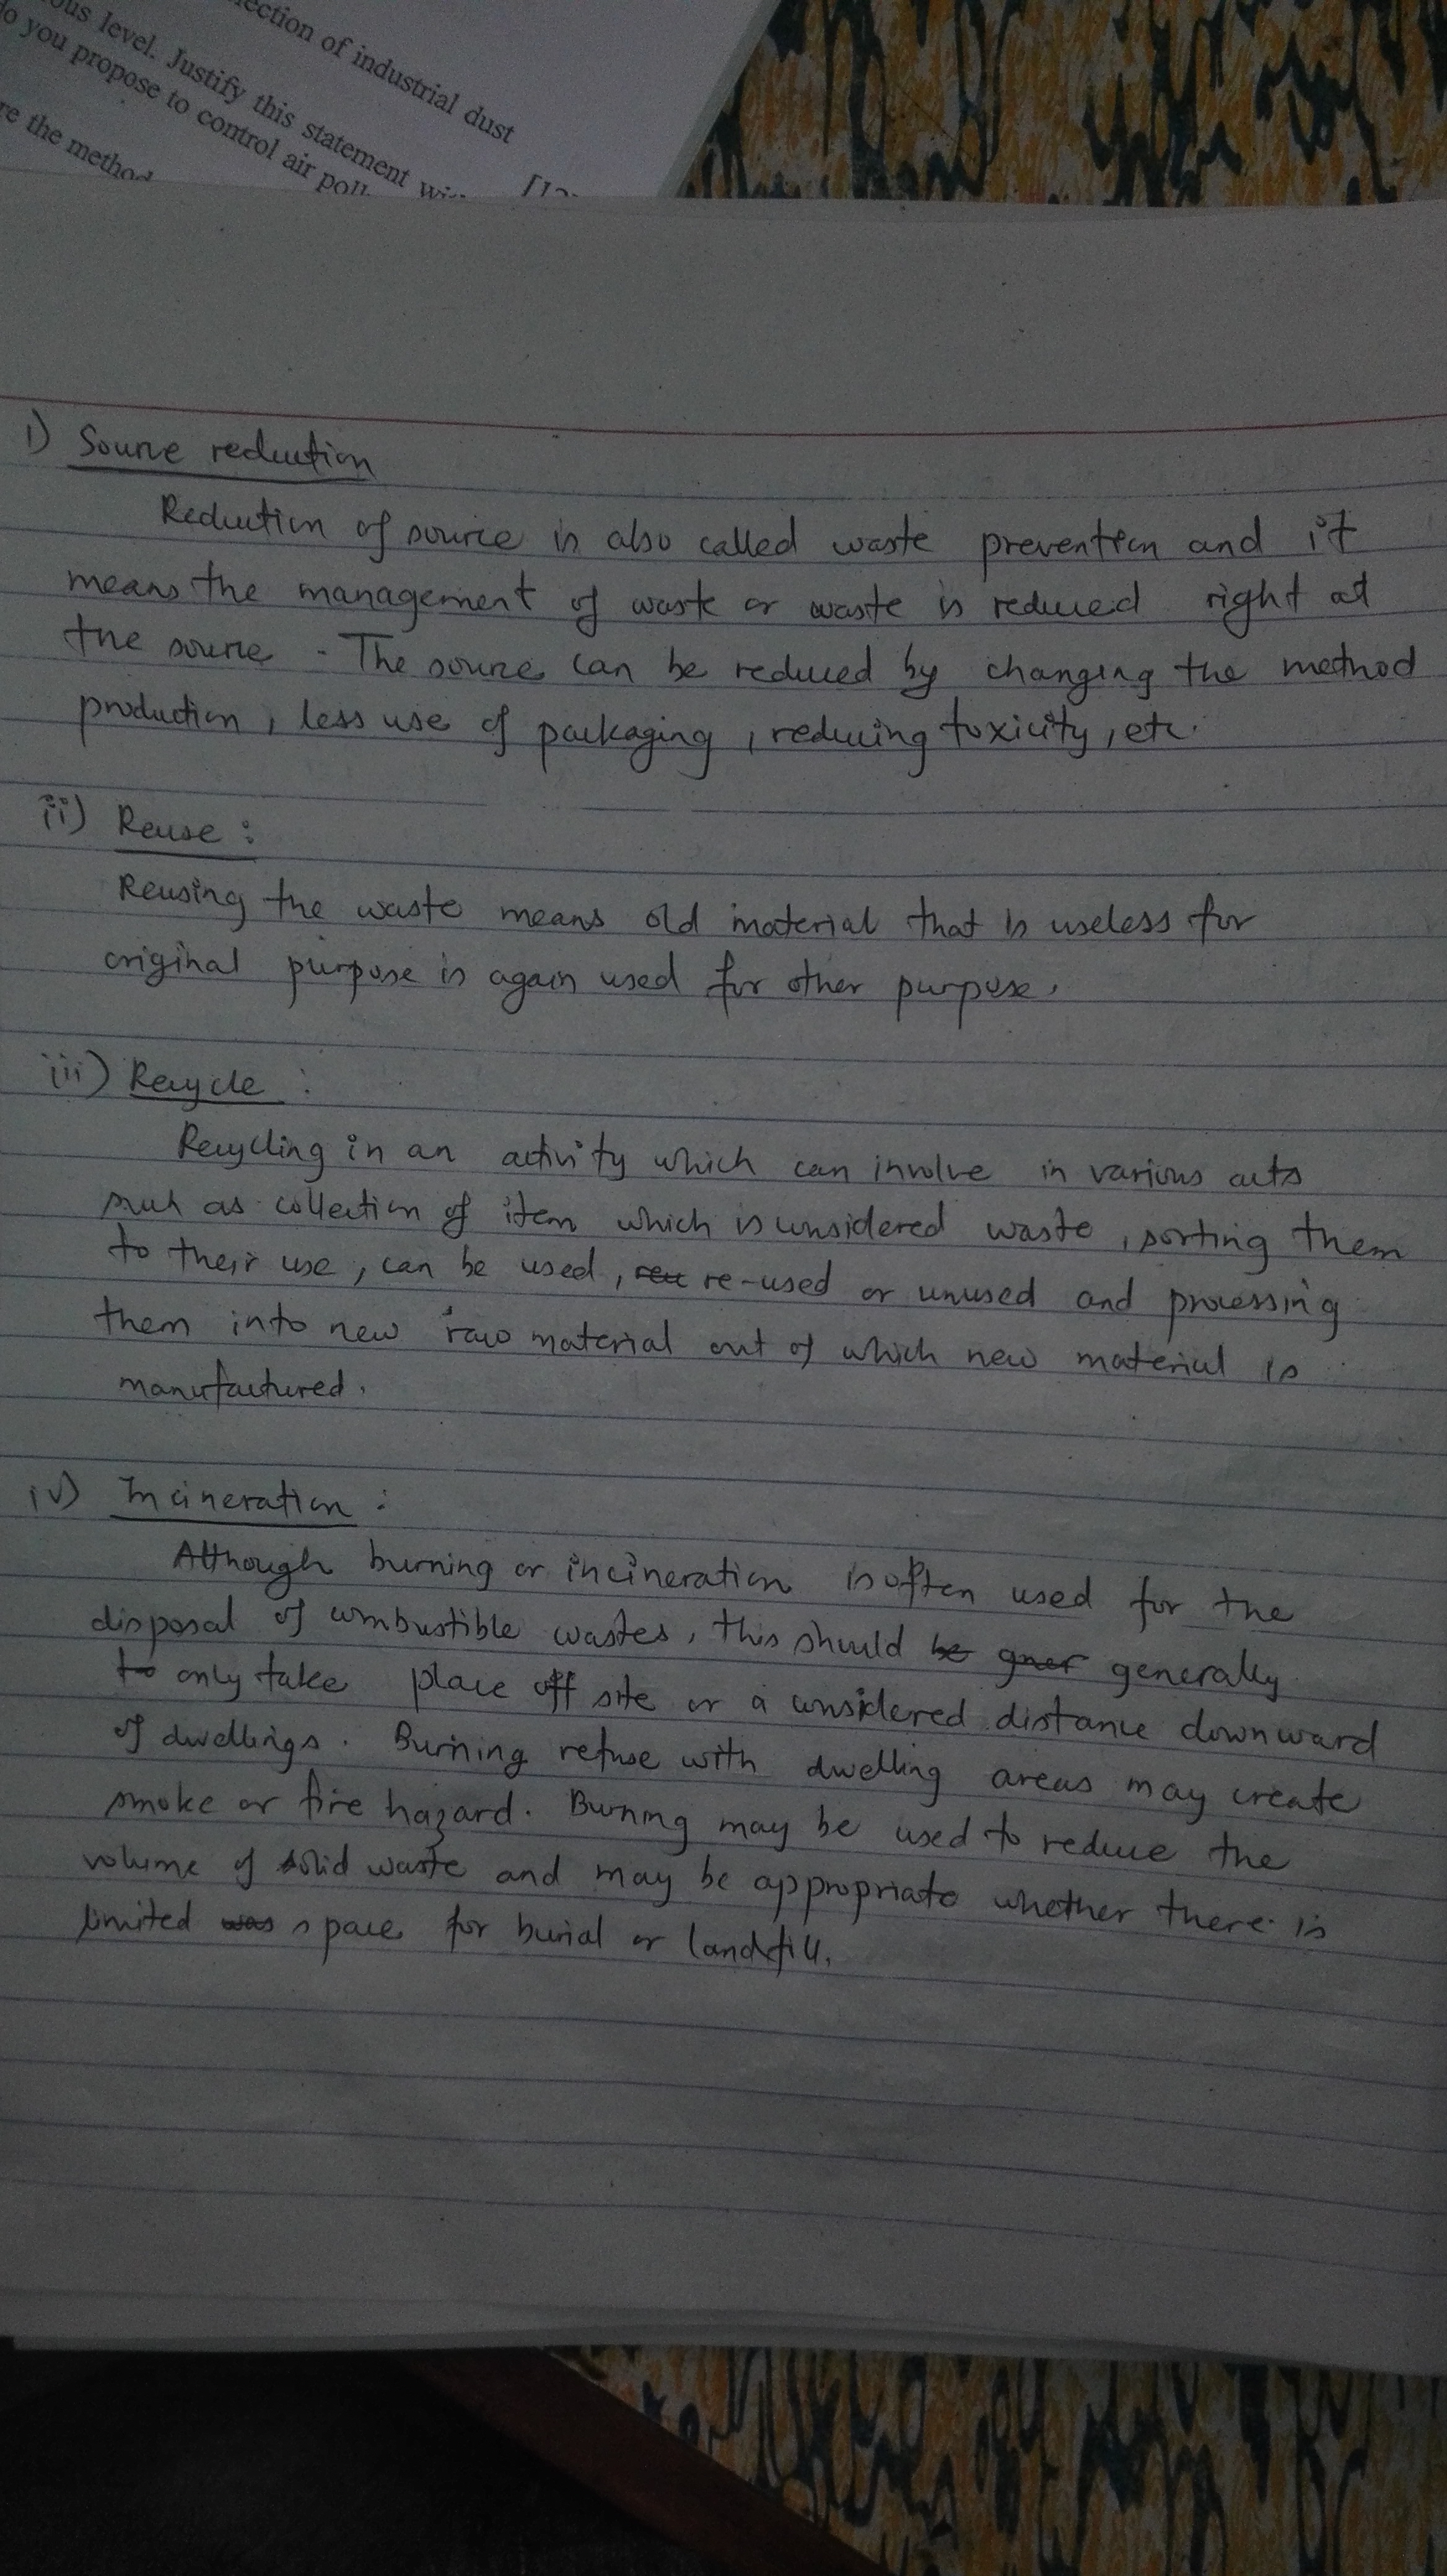 ection of industrial dust
ous level. Justify this statement
do you propose to control air poll
re the method
i) Source reduction
Reduction of source is also called waste prevention and it
means the management of waste or waste is reduced right at
the source. The source can be reduced by changing the method
production, less use of packaging, reducing toxicity, etc.
ii) Reuse :
Reusing the waste means old material that is useless for
original purpose is again used for other purpose.
iii) Recycle :
Recycling in an activity which can involve in various acts
such as collection of item which is considered waste, sorting them
to their use, can be used, re-used or unused and processing
them into new raw material out of which new material is
manufactured.
iv) Incineration :
Although burning or incineration is often used for the
disposal of combustible wastes, this should be generally
to only take place off site or a considered distance downward
of dwellings. Burning refuse with dwelling areas may create
smoke or fire hazard. Burning may be used to reduce the
volume of solid waste and may be appropriate whether there is
limited was space for burial or landfill.